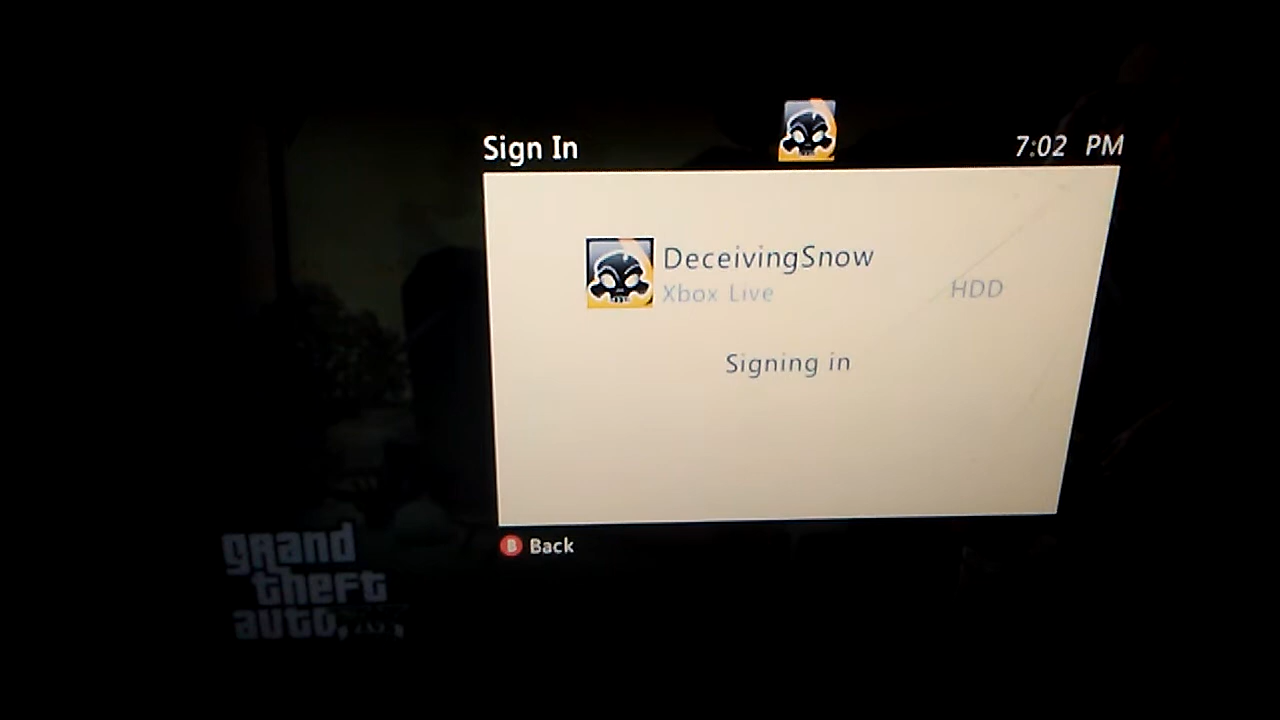 Sign In
7:02 PM
DeceivingSnow
Xbox Live
HDD
Signing in
B Back
grand
theft
auto